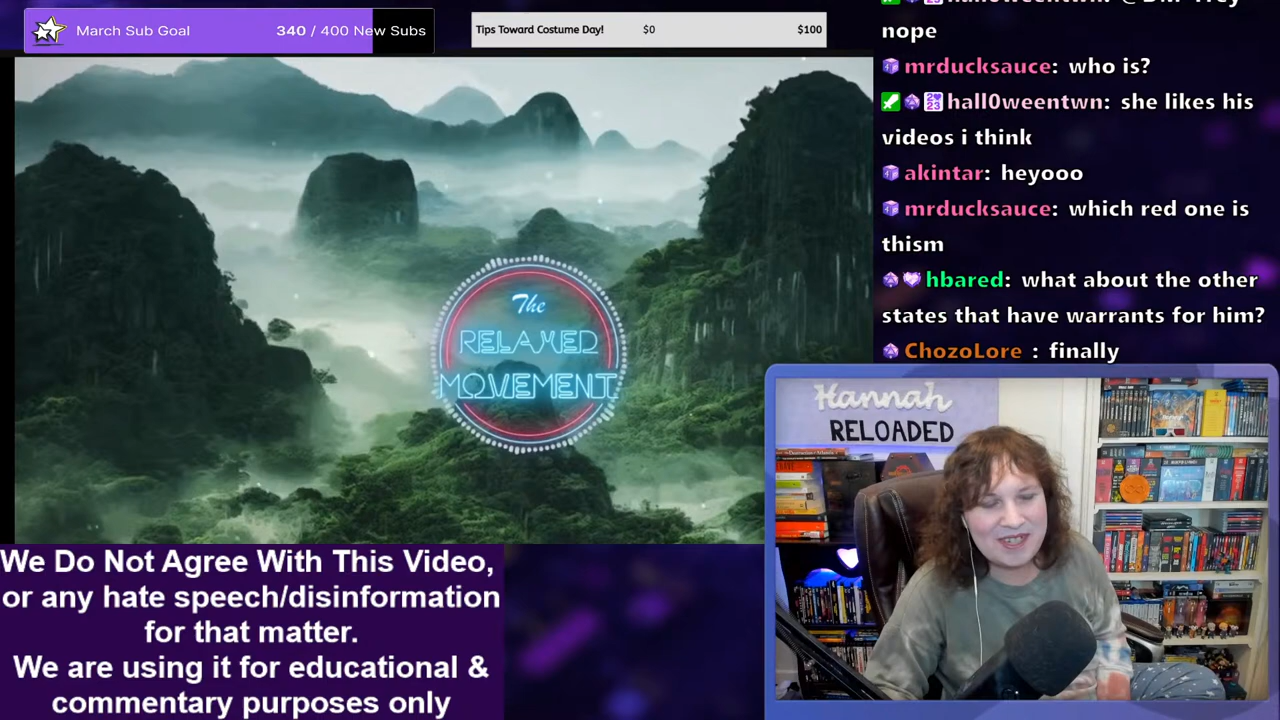 March Sub Goal
340 / 400 New Subs
Tips Toward Costume Day!
$0
$100
nope
mrducksauce: who is?
hall0weentwn: she likes his
videos i think
akintar: heyooo
mrducksauce: which red one is
thism
hbared: what about the other
states that have warrants for him?
ChozoLore : finally
The
RELAXED
MOVEMENT
Hannah
RELOADED
We Do Not Agree With This Video,
or any hate speech/disinformation
for that matter.
We are using it for educational &
commentary purposes only